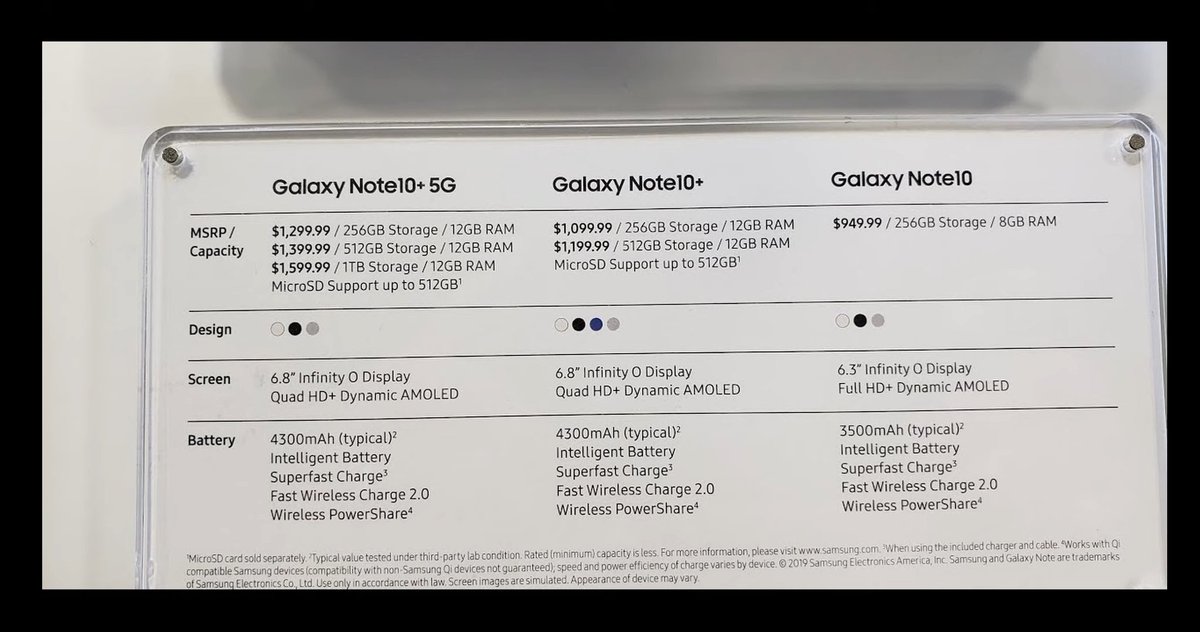 Galaxy Note10+ 5G
Galaxy Note10+
Galaxy Note10
MSRP /
Capacity
$1,299.99 / 256GB Storage / 12GB RAM
$1,399.99 / 512GB Storage / 12GB RAM
$1,599.99 / 1TB Storage / 12GB RAM
MicroSD Support up to 512GB¹
$1,099.99 / 256GB Storage / 12GB RAM
$1,199.99 / 512GB Storage / 12GB RAM
MicroSD Support up to 512GB¹
$949.99 / 256GB Storage / 8GB RAM
Design
Screen
6.8" Infinity O Display
Quad HD+ Dynamic AMOLED
6.8" Infinity O Display
Quad HD+ Dynamic AMOLED
6.3" Infinity O Display
Full HD+ Dynamic AMOLED
Battery
4300mAh (typical)²
Intelligent Battery
Superfast Charge³
Fast Wireless Charge 2.0
Wireless PowerShare⁴
4300mAh (typical)²
Intelligent Battery
Superfast Charge³
Fast Wireless Charge 2.0
Wireless PowerShare⁴
3500mAh (typical)²
Intelligent Battery
Superfast Charge³
Fast Wireless Charge 2.0
Wireless PowerShare⁴
¹MicroSD card sold separately. ²Typical value tested under third-party lab condition. Rated (minimum) capacity is less. For more information, please visit www.samsung.com. ³When using the included charger and cable. ⁴Works with Qi
compatible Samsung devices (compatibility with non-Samsung Qi devices not guaranteed); speed and power efficiency of charge varies by device. © 2019 Samsung Electronics America, Inc. Samsung and Galaxy Note are trademarks
of Samsung Electronics Co., Ltd. Use only in accordance with law. Screen images are simulated. Appearance of device may vary.